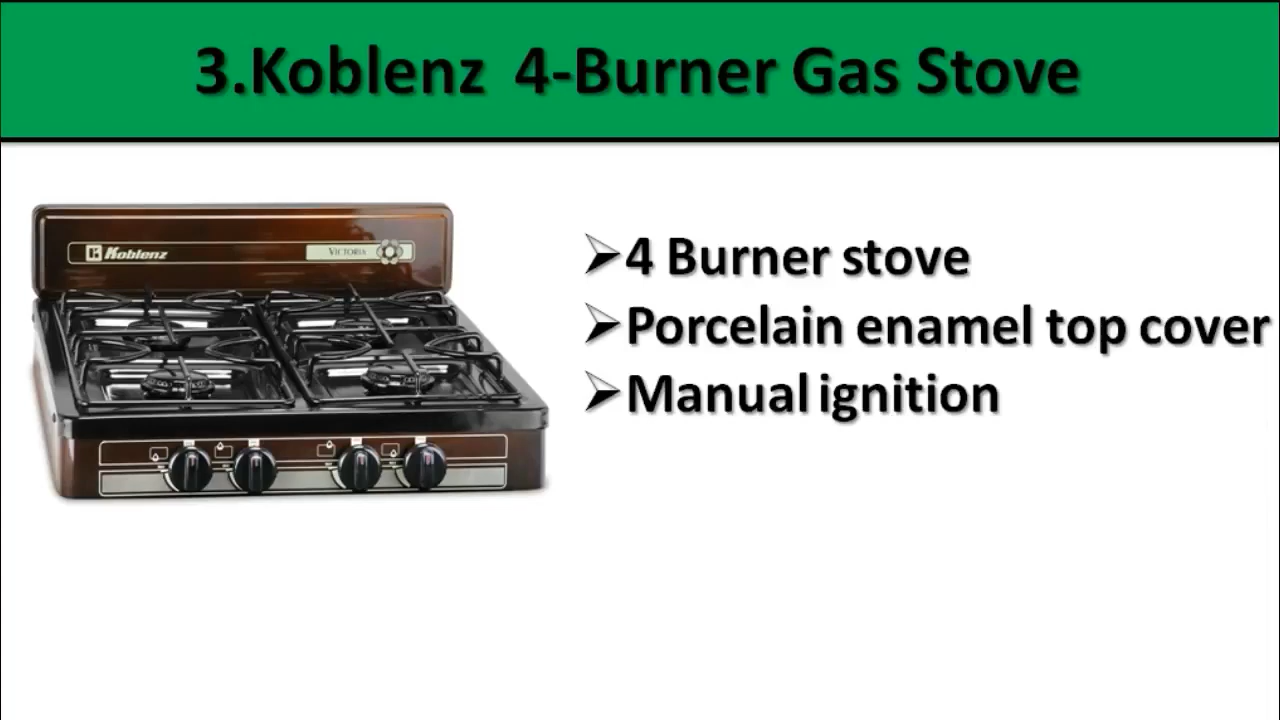 3.Koblenz 4-Burner Gas Stove
Koblenz
VICTORIA
4 Burner stove
Porcelain enamel top cover
Manual ignition